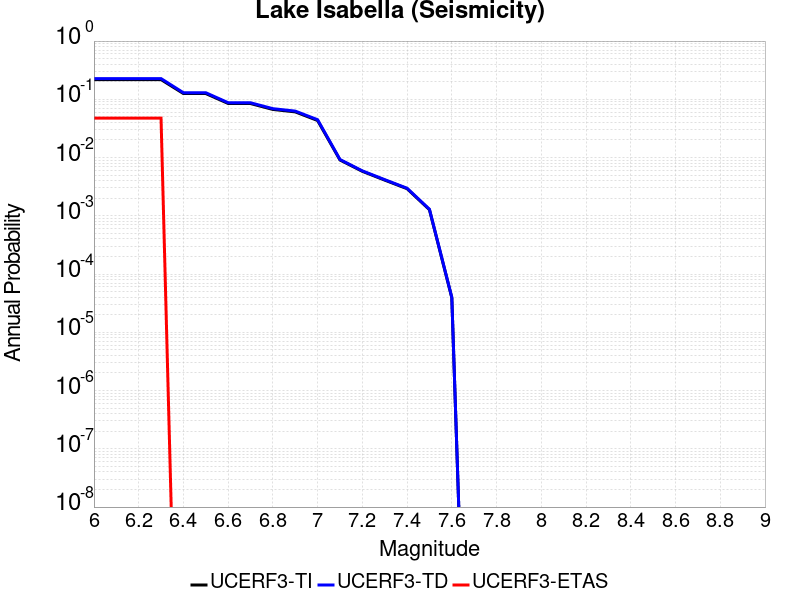 Lake Isabella (Seismicity)
10 0
10 -1
10 -2
10 -3
10 -4
10 -5
10 -6
10 -7
10 -8
Annual Probability
6 6.2 6.4 6.6 6.8 7 7.2 7.4 7.6 7.8 8 8.2 8.4 8.6 8.8 9
Magnitude
UCERF3-TI UCERF3-TD UCERF3-ETAS